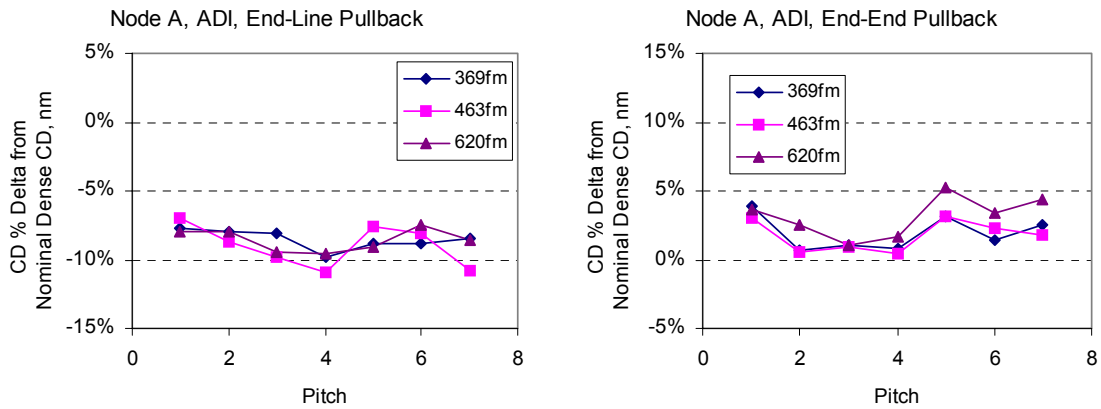 Node A, ADI, End-Line Pullback
CD % Delta from
Nominal Dense CD, nm
5%
0%
-5%
-10%
-15%
369fm
463fm
620fm
0 2 4 6 8
Pitch
Node A, ADI, End-End Pullback
CD % Delta from
Nominal Dense CD, nm
15%
10%
5%
0%
-5%
369fm
463fm
620fm
0 2 4 6 8
Pitch